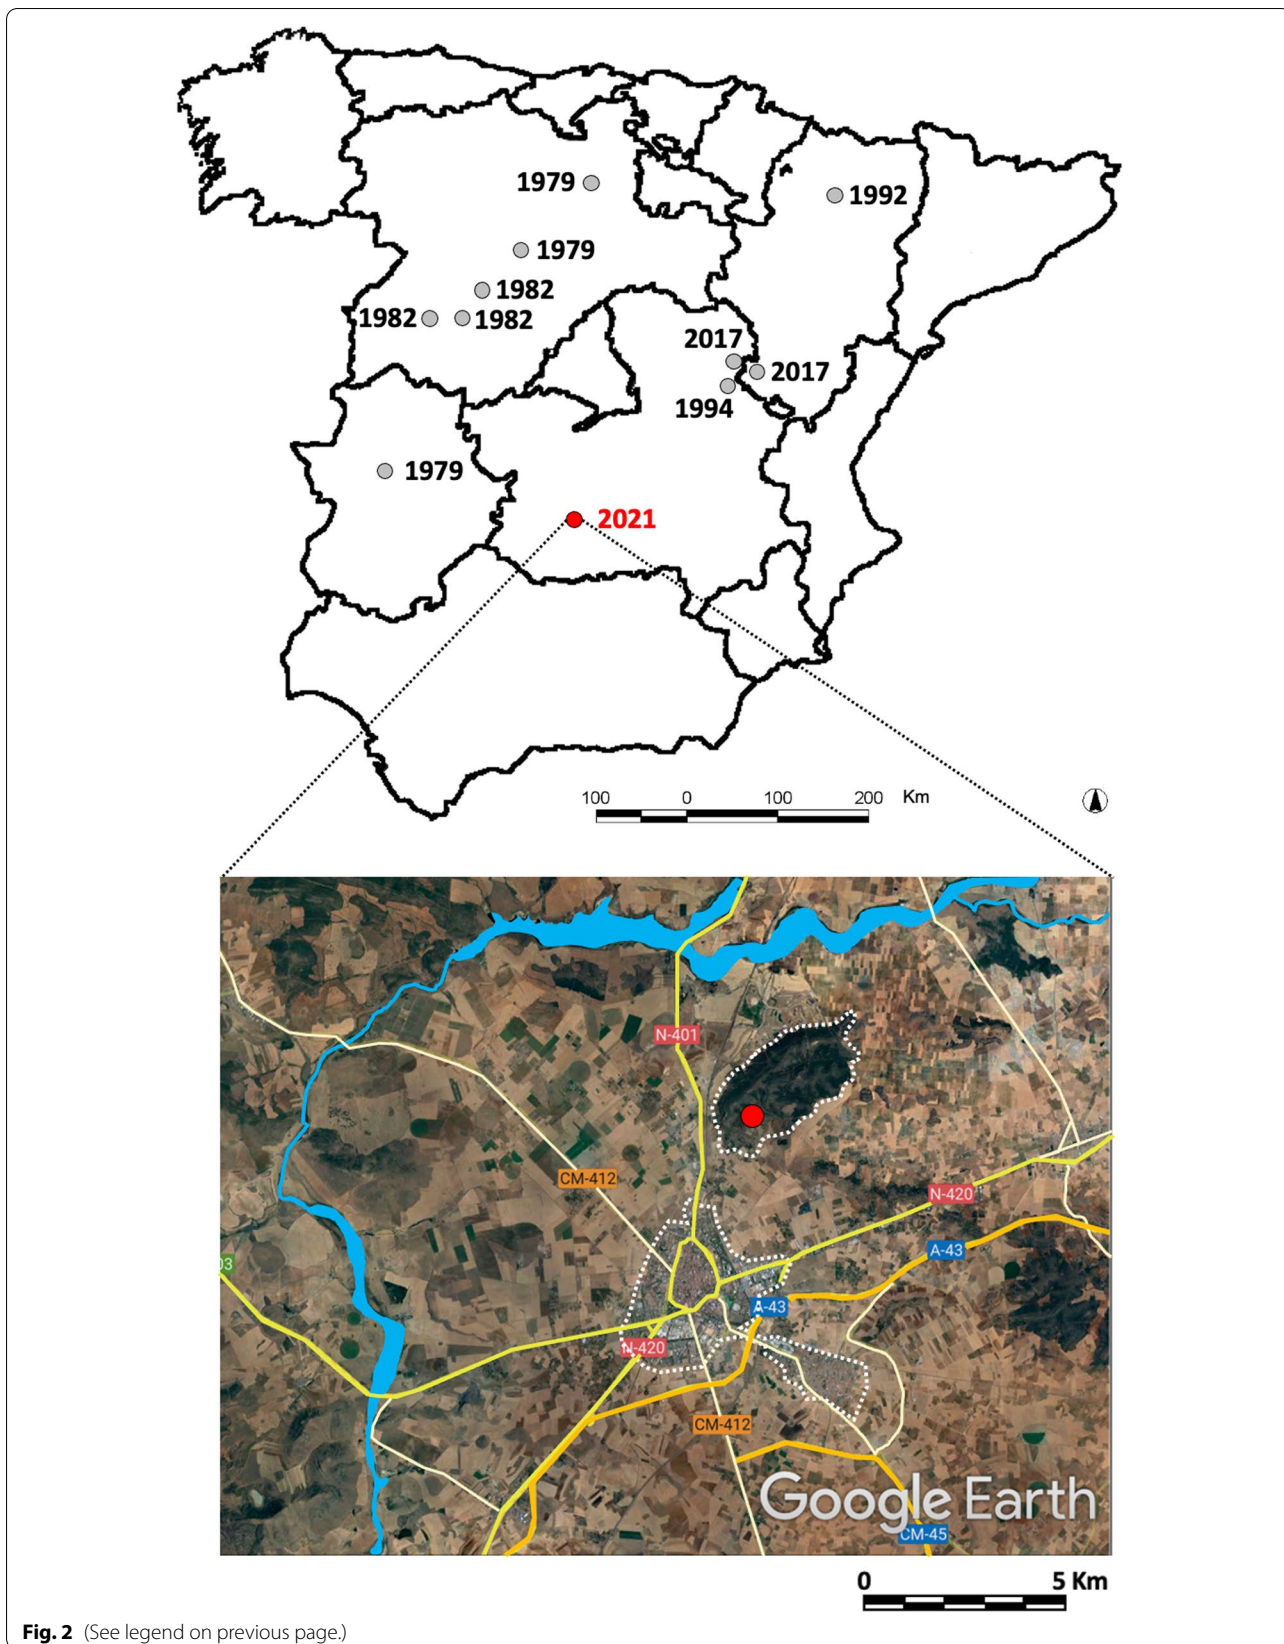 1979
1992
1979
1982
1982
1982
2017
2017
1994
1979
2021
100 0 100 200 Km
N-401
CM-412
N-420
A-43
03
A-43
N-420
CM-412
Google Earth
CM-45
0 5 Km
Fig. 2 (See legend on previous page.)